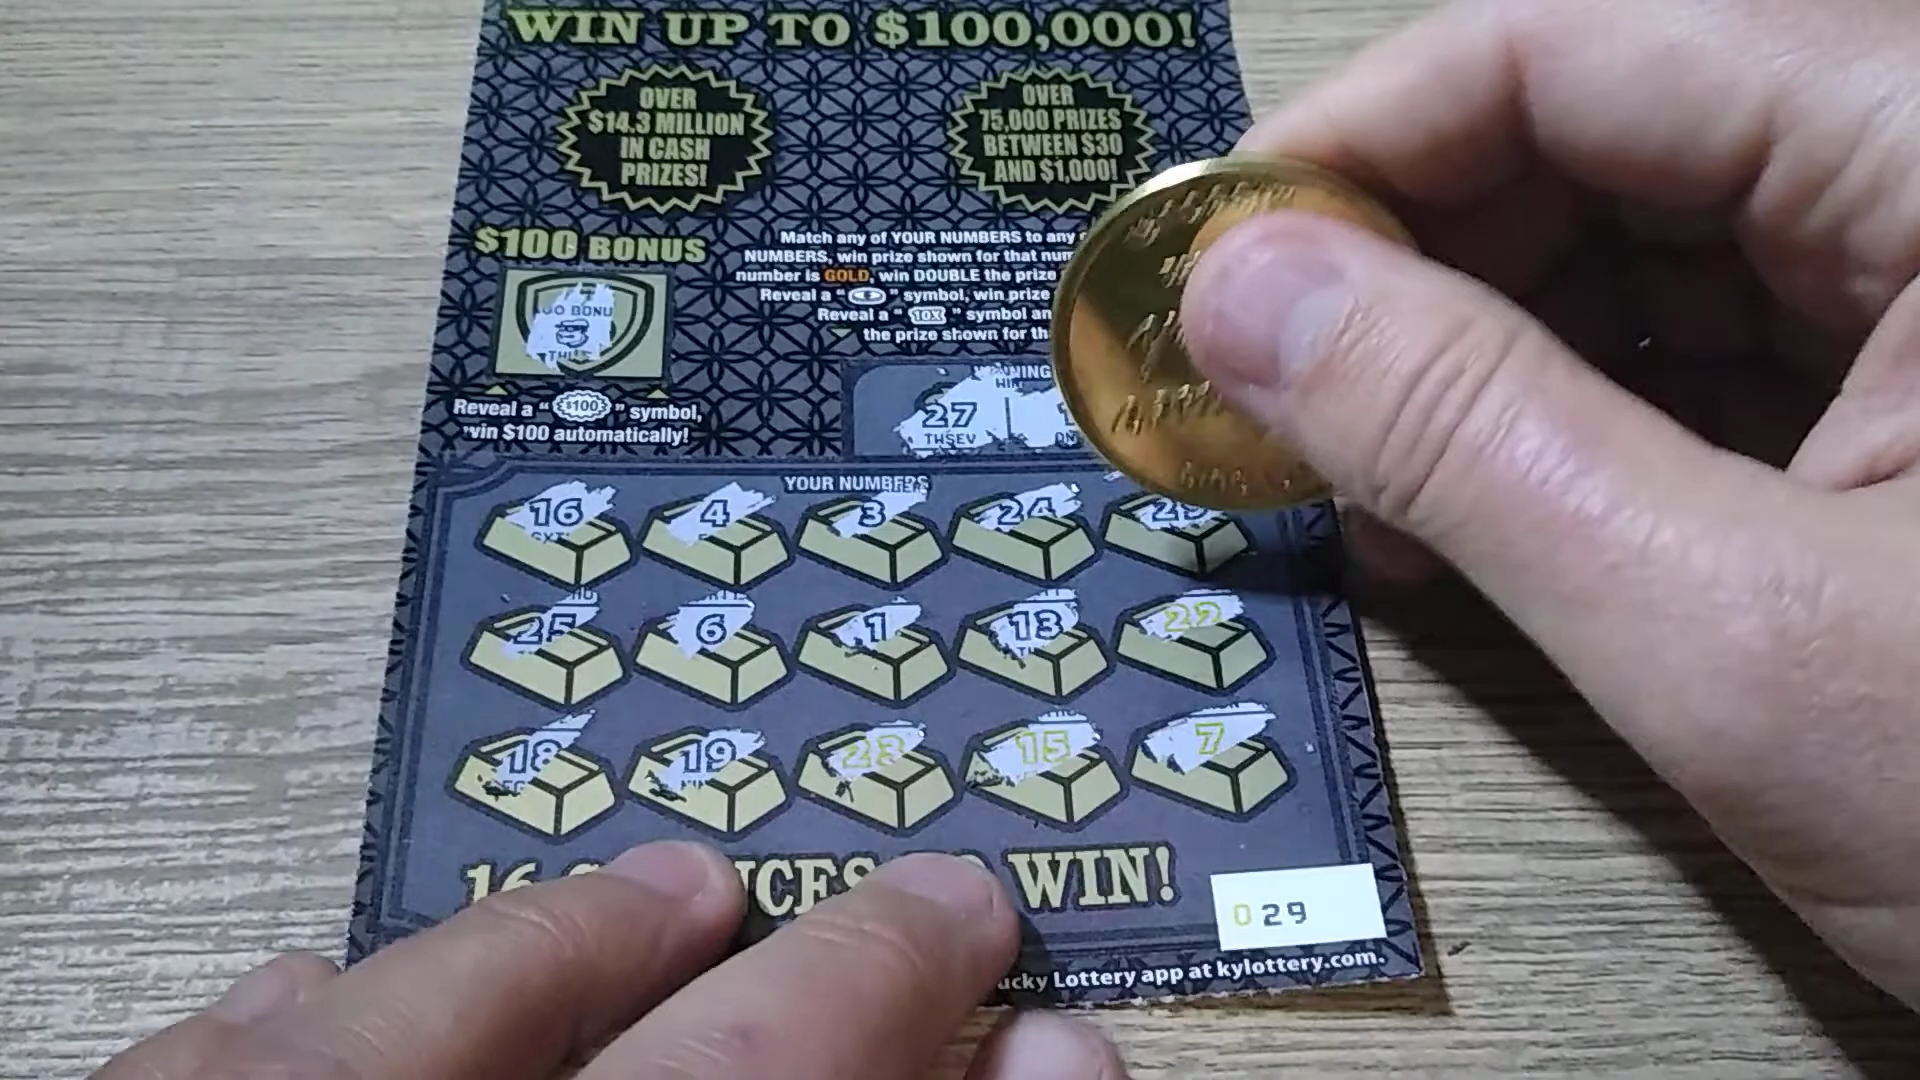 WIN UP TO $100,000!
OVER
$14.3 MILLION
IN CASH
PRIZES!
OVER
75,000 PRIZES
BETWEEN $30
AND $1,000!
$100 BONUS
Match any of YOUR NUMBERS to any
NUMBERS, win prize shown for that
number is GOLD, win DOUBLE the prize
Reveal a " " symbol, win prize
Reveal a "10X" symbol
the prize shown for
Reveal a "$100" symbol,
win $100 automatically!
27
TWSEV
YOUR NUMBERS
16 4 3 24
25 6 1 13 22
18 19 23 15 7
16 WIN!
029
Lottery app at kylottery.com.